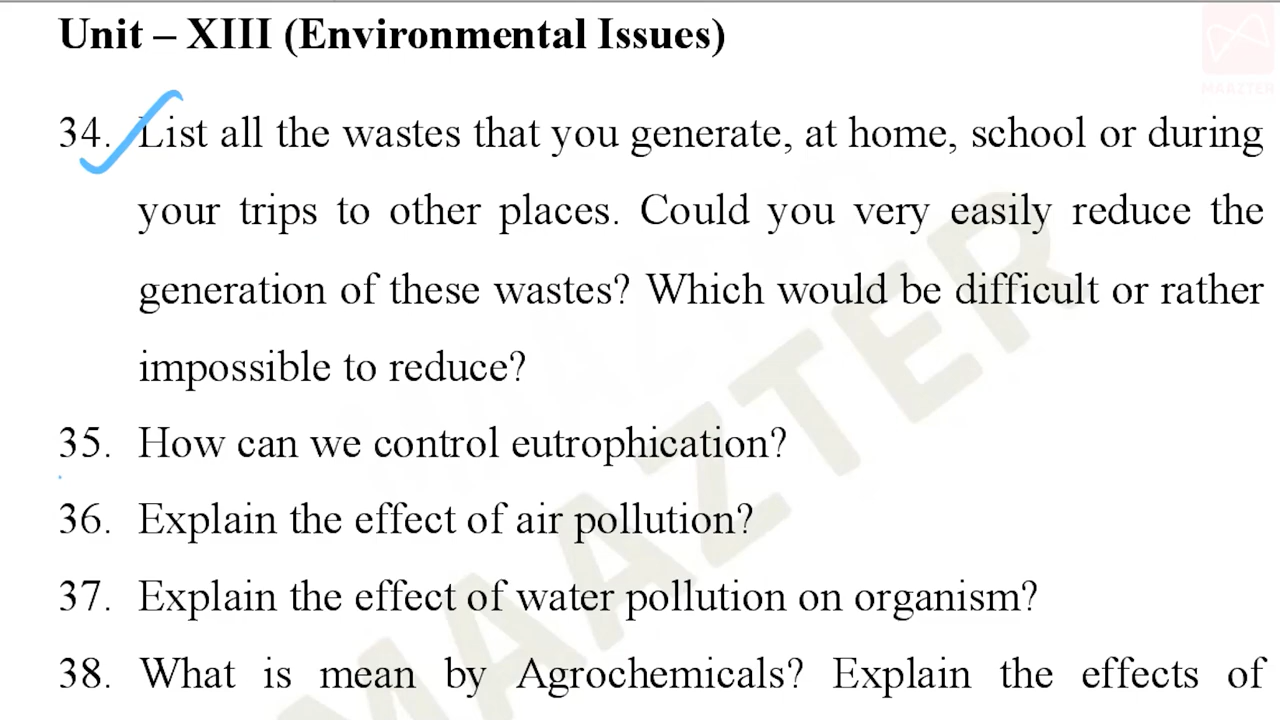 Unit – XIII (Environmental Issues)
MAAZTER
34. List all the wastes that you generate, at home, school or during
your trips to other places. Could you very easily reduce the
generation of these wastes? Which would be difficult or rather
impossible to reduce?
35. How can we control eutrophication?
36. Explain the effect of air pollution?
37. Explain the effect of water pollution on organism?
38. What is mean by Agrochemicals? Explain the effects of
MAAZTER